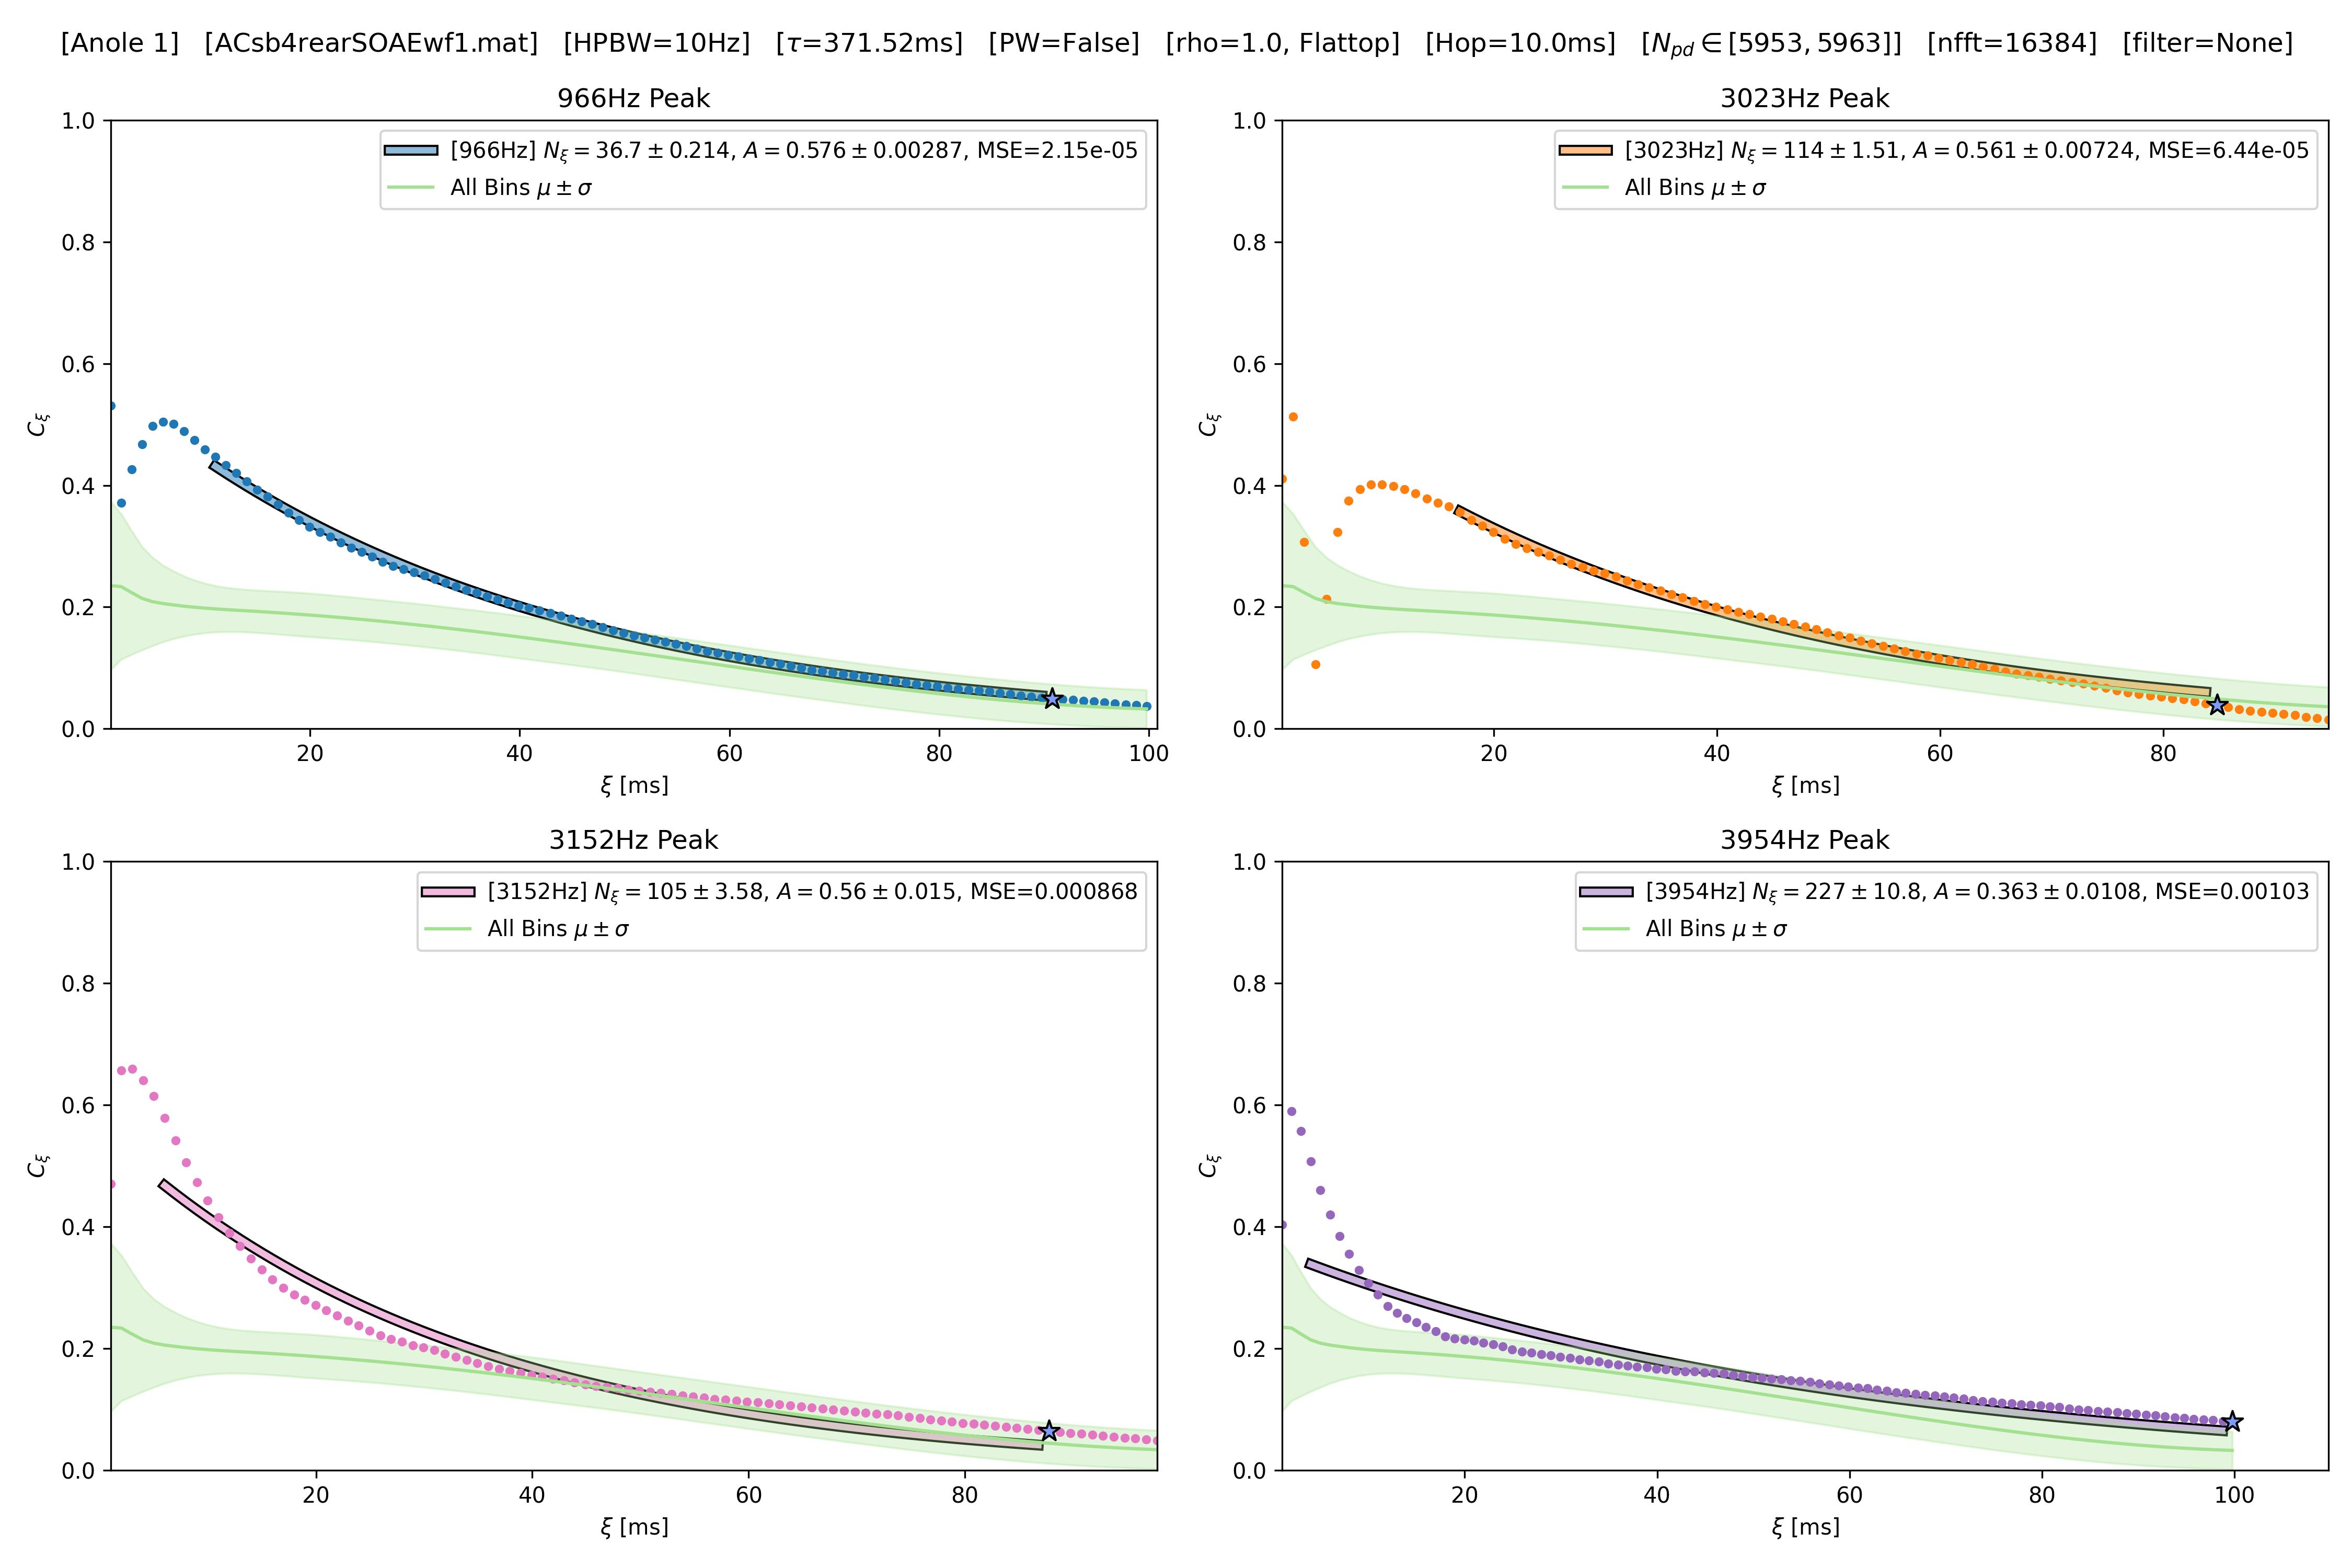 [Anole 1] [ACsb4rearSOAEwf1.mat] [HPBW=10Hz] [τ=371.52ms] [PW=False] [rho=1.0, Flattop] [Hop=10.0ms] [N_pd ∈ [5953, 5963]] [nfft=16384] [filter=None]
966Hz Peak
[966Hz] N_ξ = 36.7 ± 0.214, A = 0.576 ± 0.00287, MSE=2.15e-05
All Bins μ ± σ
1.0
0.8
0.6
0.4
0.2
0.0
C_ξ
20 40 60 80 100
ξ [ms]
3023Hz Peak
[3023Hz] N_ξ = 114 ± 1.51, A = 0.561 ± 0.00724, MSE=6.44e-05
All Bins μ ± σ
1.0
0.8
0.6
0.4
0.2
0.0
C_ξ
20 40 60 80
ξ [ms]
3152Hz Peak
[3152Hz] N_ξ = 105 ± 3.58, A = 0.56 ± 0.015, MSE=0.000868
All Bins μ ± σ
1.0
0.8
0.6
0.4
0.2
0.0
C_ξ
20 40 60 80
ξ [ms]
3954Hz Peak
[3954Hz] N_ξ = 227 ± 10.8, A = 0.363 ± 0.0108, MSE=0.00103
All Bins μ ± σ
1.0
0.8
0.6
0.4
0.2
0.0
C_ξ
20 40 60 80 100
ξ [ms]